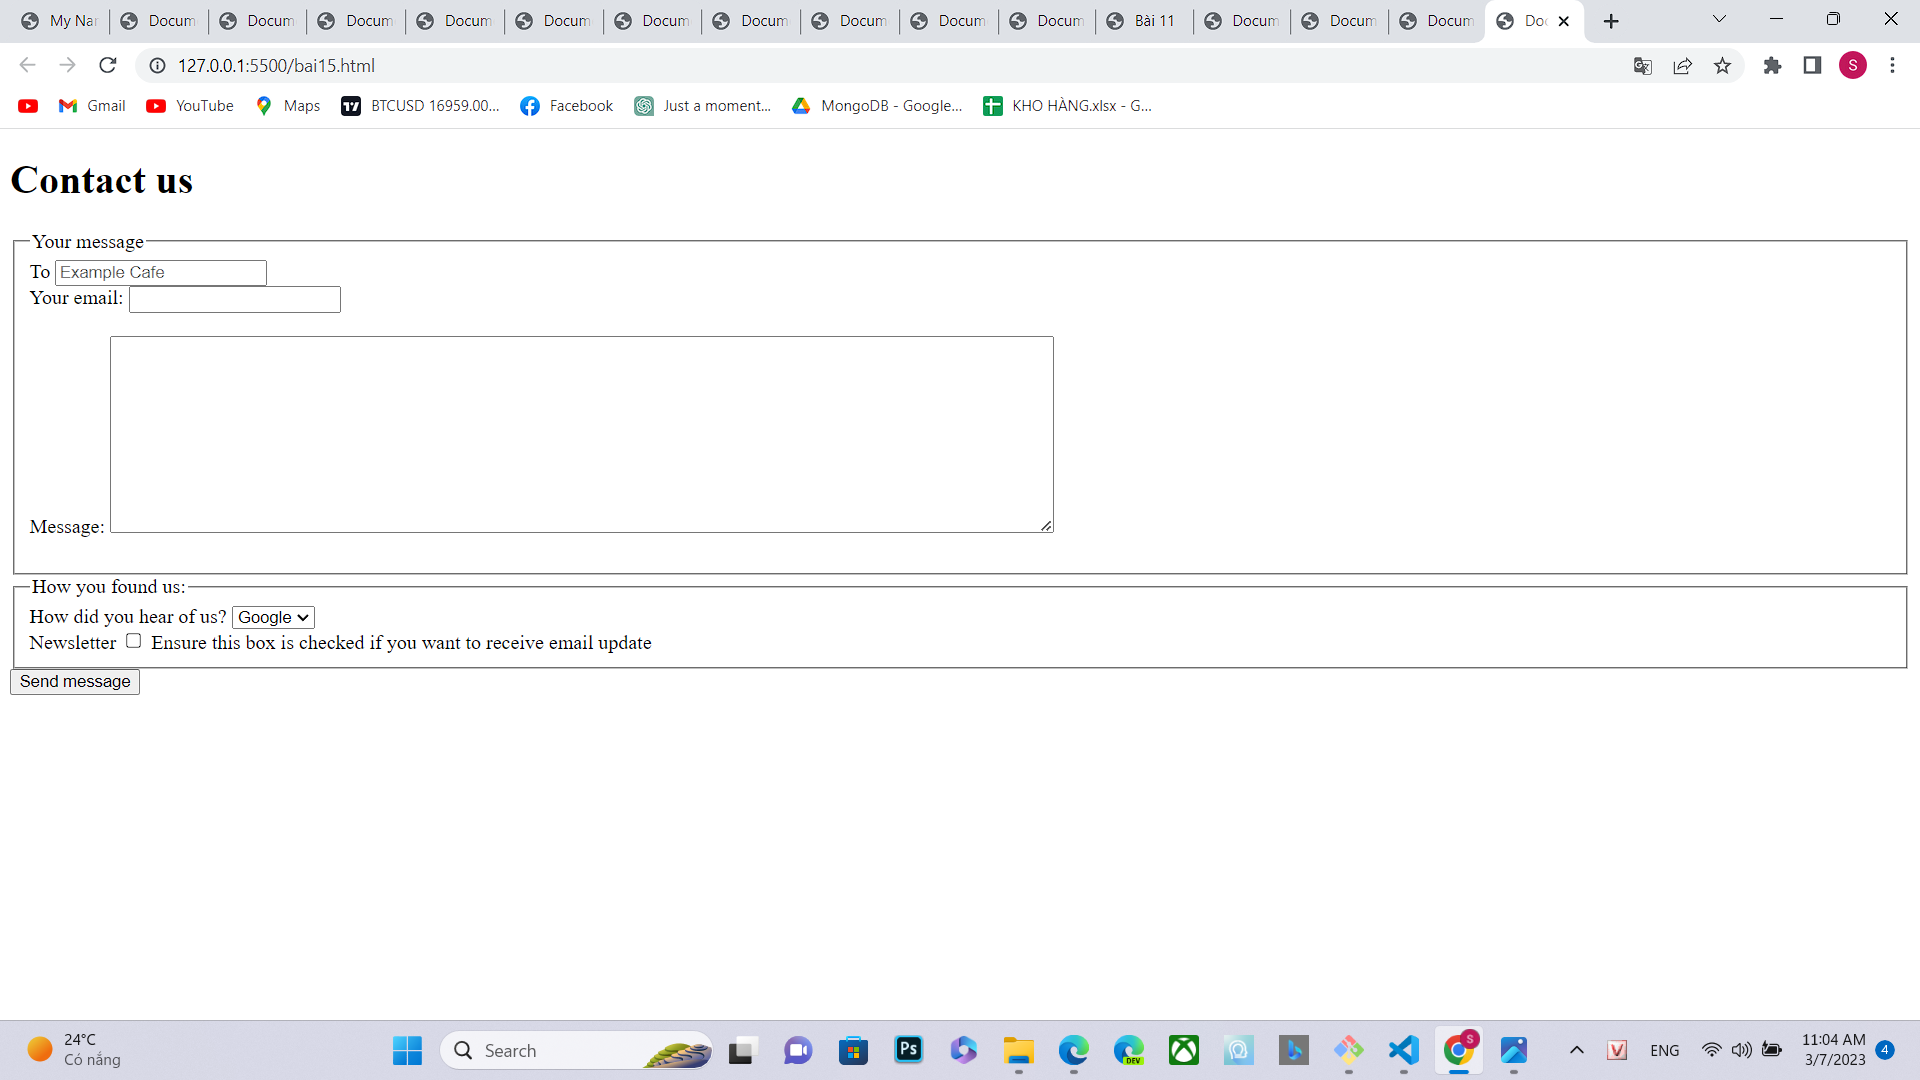 My Nar
Docum
Docum
Docum
Docum
Docum
Docum
Docum
Docum
Docum
Docum
Bài 11
Docum
Docum
Docum
Doc
127.0.0.1:5500/bai15.html
S
Gmail
YouTube
Maps
BTCUSD 16959.00...
Facebook
Just a moment...
MongoDB - Google...
KHO HÀNG.xlsx - G...
Contact us
Your message
To Example Cafe
Your email:
Message:
How you found us:
How did you hear of us? Google
Newsletter Ensure this box is checked if you want to receive email update
Send message
24°C
Có nắng
Search
Ps
DEV
S
V
ENG
11:04 AM
3/7/2023
4